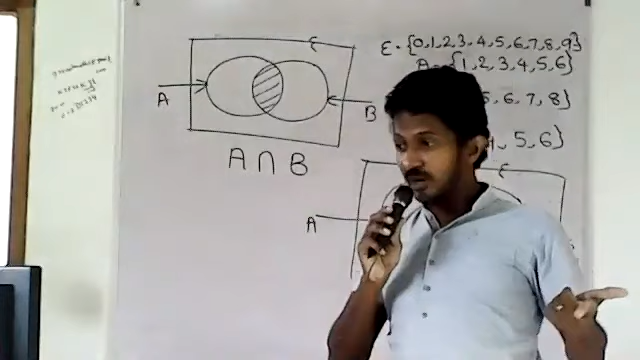 ε = {0,1,2,3,4,5,6,7,8,9}
A = {1,2,3,4,5,6}
5, 6, 7, 8}
4, 5, 6}
ε
A
B
A ∩ B
ε
A